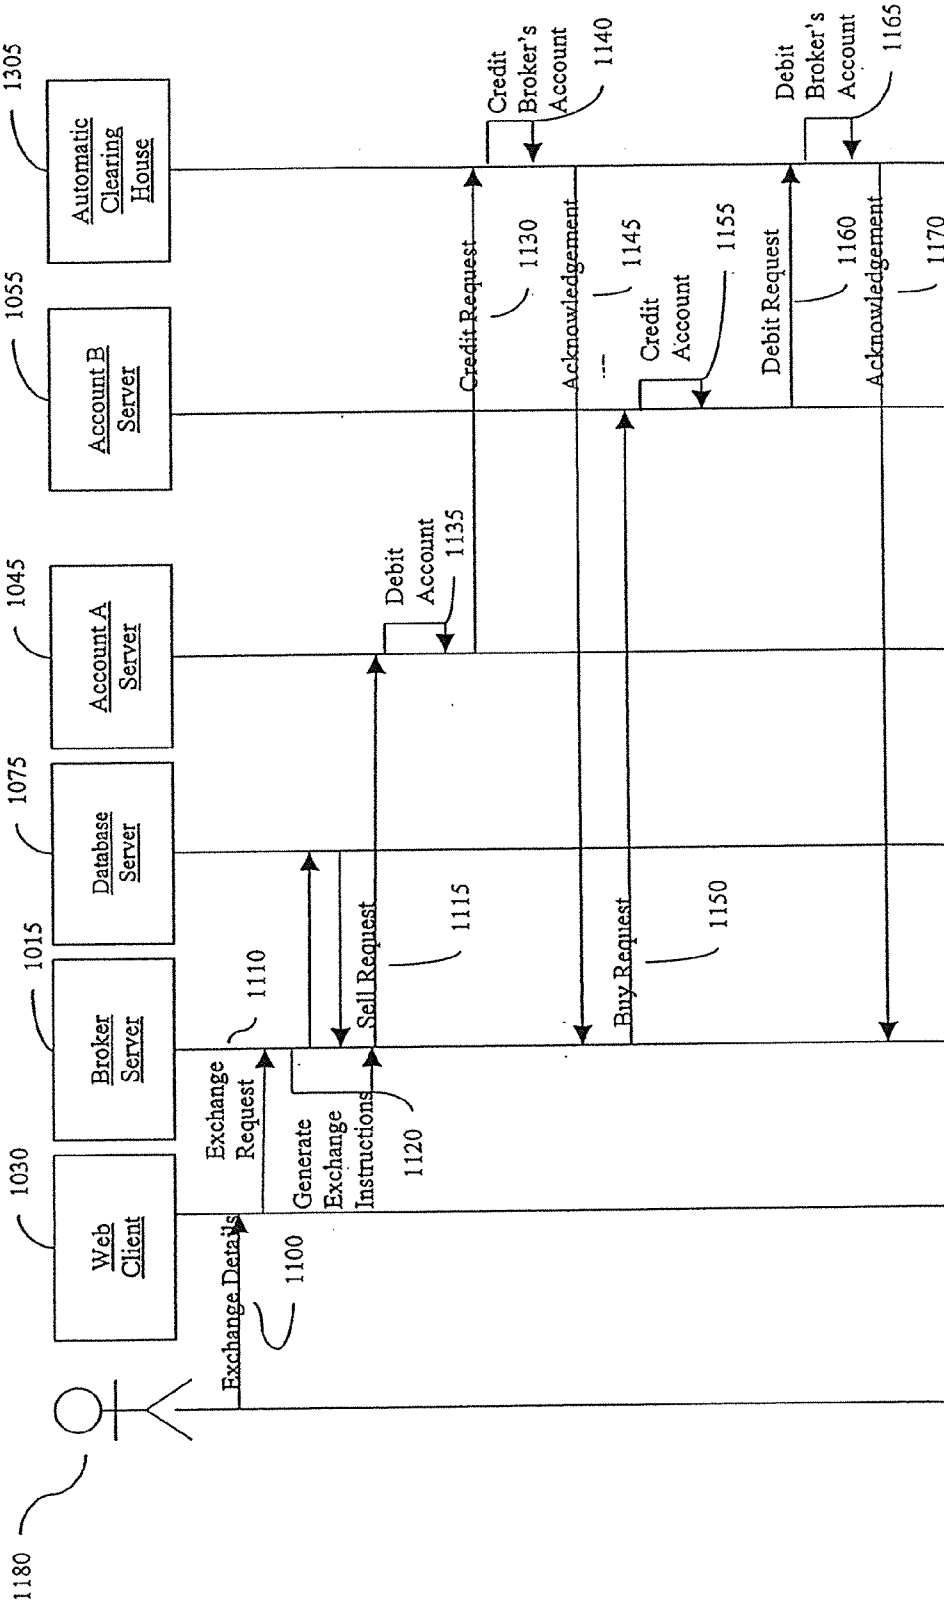 1180
1030
1015
1075
1045
1055
1305
Web
Client
Broker
Server
Database
Server
Account A
Server
Account B
Server
Automatic
Clearing
House
Exchange Details
1100
Exchange
Request
1110
Generate
Exchange
Instructions
1120
Sell Request
1115
Debit
Account
1135
Credit Request
1130
Credit
Broker's
Account
1140
Acknowledgement
1145
Buy Request
1150
Credit
Account
1155
Debit Request
1160
Debit
Broker's
Account
1165
Acknowledgement
1170